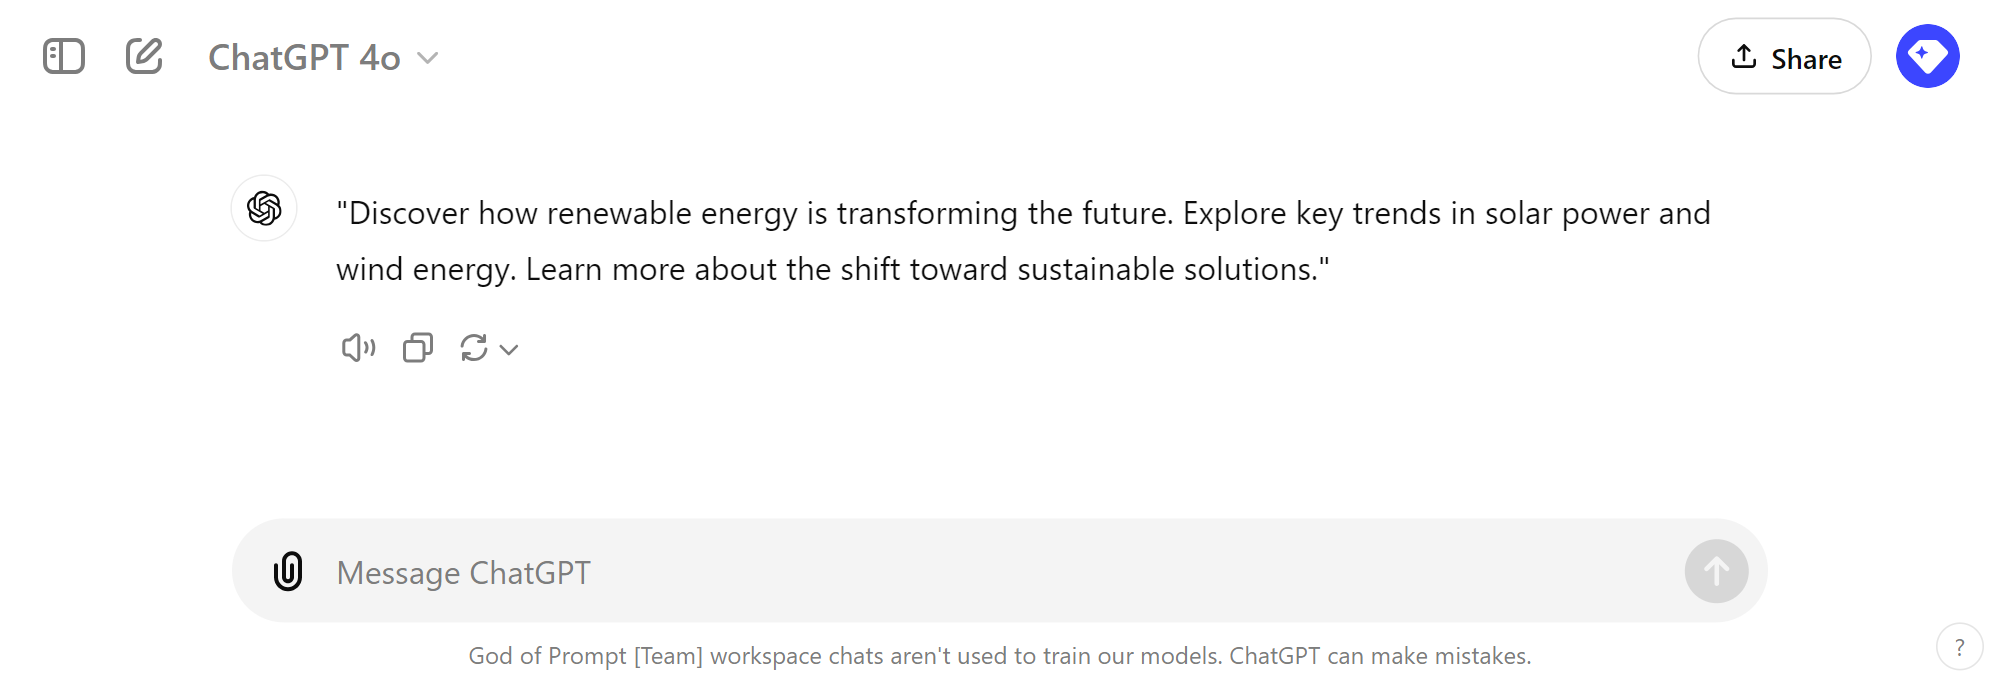 ChatGPT 4o
Share
"Discover how renewable energy is transforming the future. Explore key trends in solar power and
wind energy. Learn more about the shift toward sustainable solutions."
Message ChatGPT
God of Prompt [Team] workspace chats aren't used to train our models. ChatGPT can make mistakes.
?